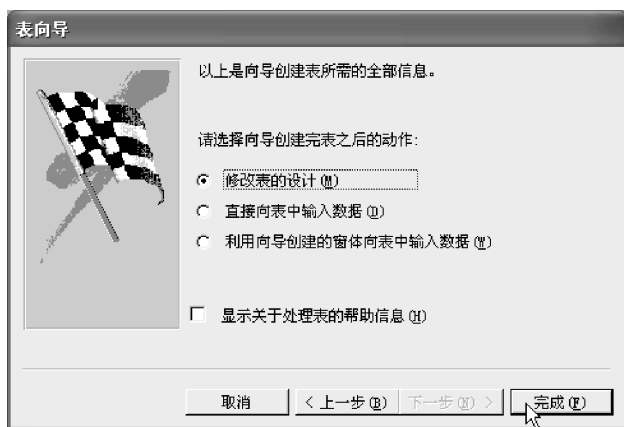 表向导
以上是向导创建表所需的全部信息。
请选择向导创建完表之后的动作:
修改表的设计(M)
直接向表中输入数据(D)
利用向导创建的窗体向表中输入数据(W)
显示关于处理表的帮助信息(H)
取消 < 上一步(B) 下一步(N) > 完成(F)